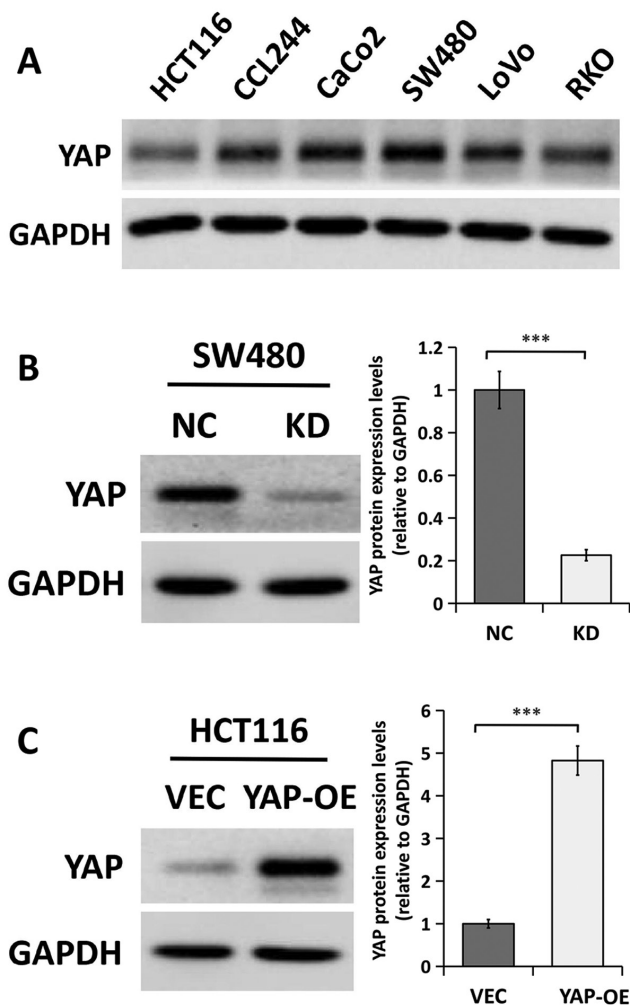 A
HCT116 CCL244 CaCo2 SW480 LoVo RKO
YAP
GAPDH
B
SW480
NC KD
YAP
GAPDH
YAP protein expression levels
(relative to GAPDH)
1.2
1
0.8
0.6
0.4
0.2
0
***
NC KD
C
HCT116
VEC YAP-OE
YAP
GAPDH
YAP protein expression levels
(relative to GAPDH)
6
5
4
3
2
1
0
***
VEC YAP-OE